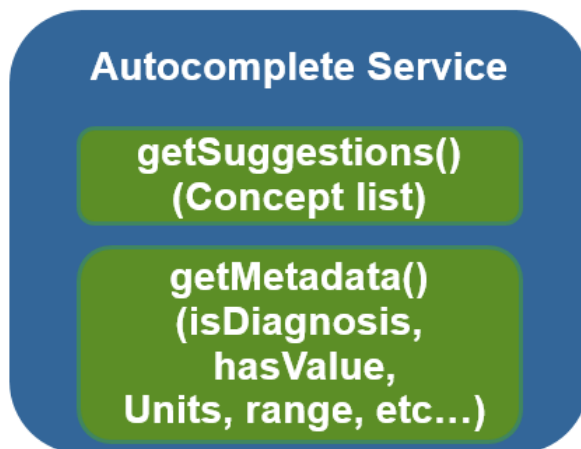 Autocomplete Service
getSuggestions()
(Concept list)
getMetadata()
(isDiagnosis,
hasValue,
Units, range, etc…)